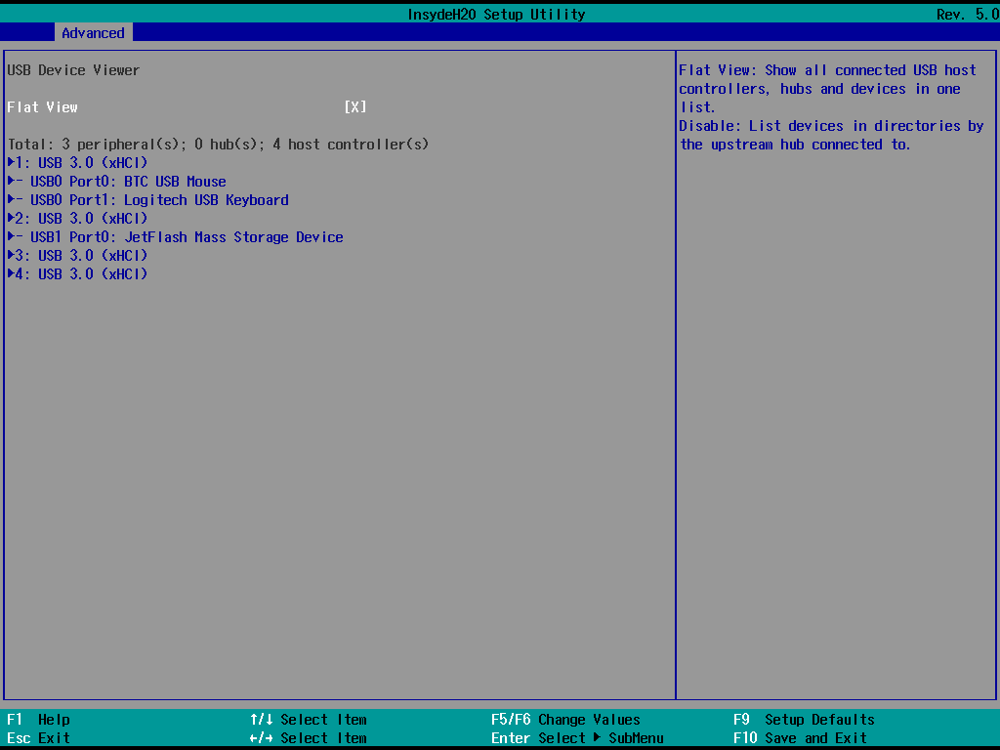 InsydeH20 Setup Utility Rev. 5.0
Advanced
USB Device Viewer
Flat View [X]
Total: 3 peripheral(s); 0 hub(s); 4 host controller(s)
▶1: USB 3.0 (xHCI)
▶- USB0 Port0: BTC USB Mouse
▶- USB0 Port1: Logitech USB Keyboard
▶2: USB 3.0 (xHCI)
▶- USB1 Port0: JetFlash Mass Storage Device
▶3: USB 3.0 (xHCI)
▶4: USB 3.0 (xHCI)
Flat View: Show all connected USB host
controllers, hubs and devices in one
list.
Disable: List devices in directories by
the upstream hub connected to.
F1 Help ↑/↓ Select Item F5/F6 Change Values F9 Setup Defaults
Esc Exit ←/→ Select Item Enter Select ▶ SubMenu F10 Save and Exit